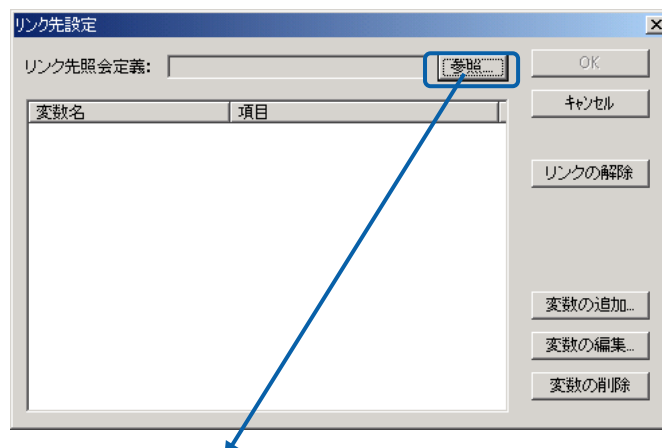 リンク先設定
リンク先照会定義:
参照...
OK
キャンセル
変数名
項目
リンクの解除
変数の追加...
変数の編集...
変数の削除